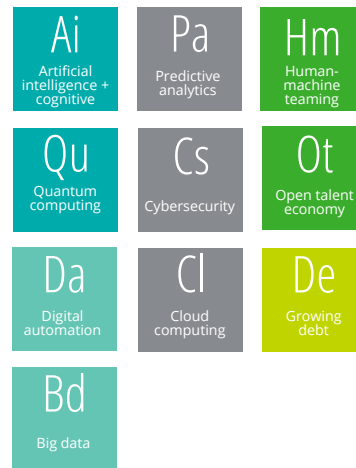 Ai
Artificial
intelligence +
cognitive
Pa
Predictive
analytics
Hm
Human-
machine
teaming
Qu
Quantum
computing
Cs
Cybersecurity
Ot
Open talent
economy
Da
Digital
automation
Cl
Cloud
computing
De
Growing
debt
Bd
Big data